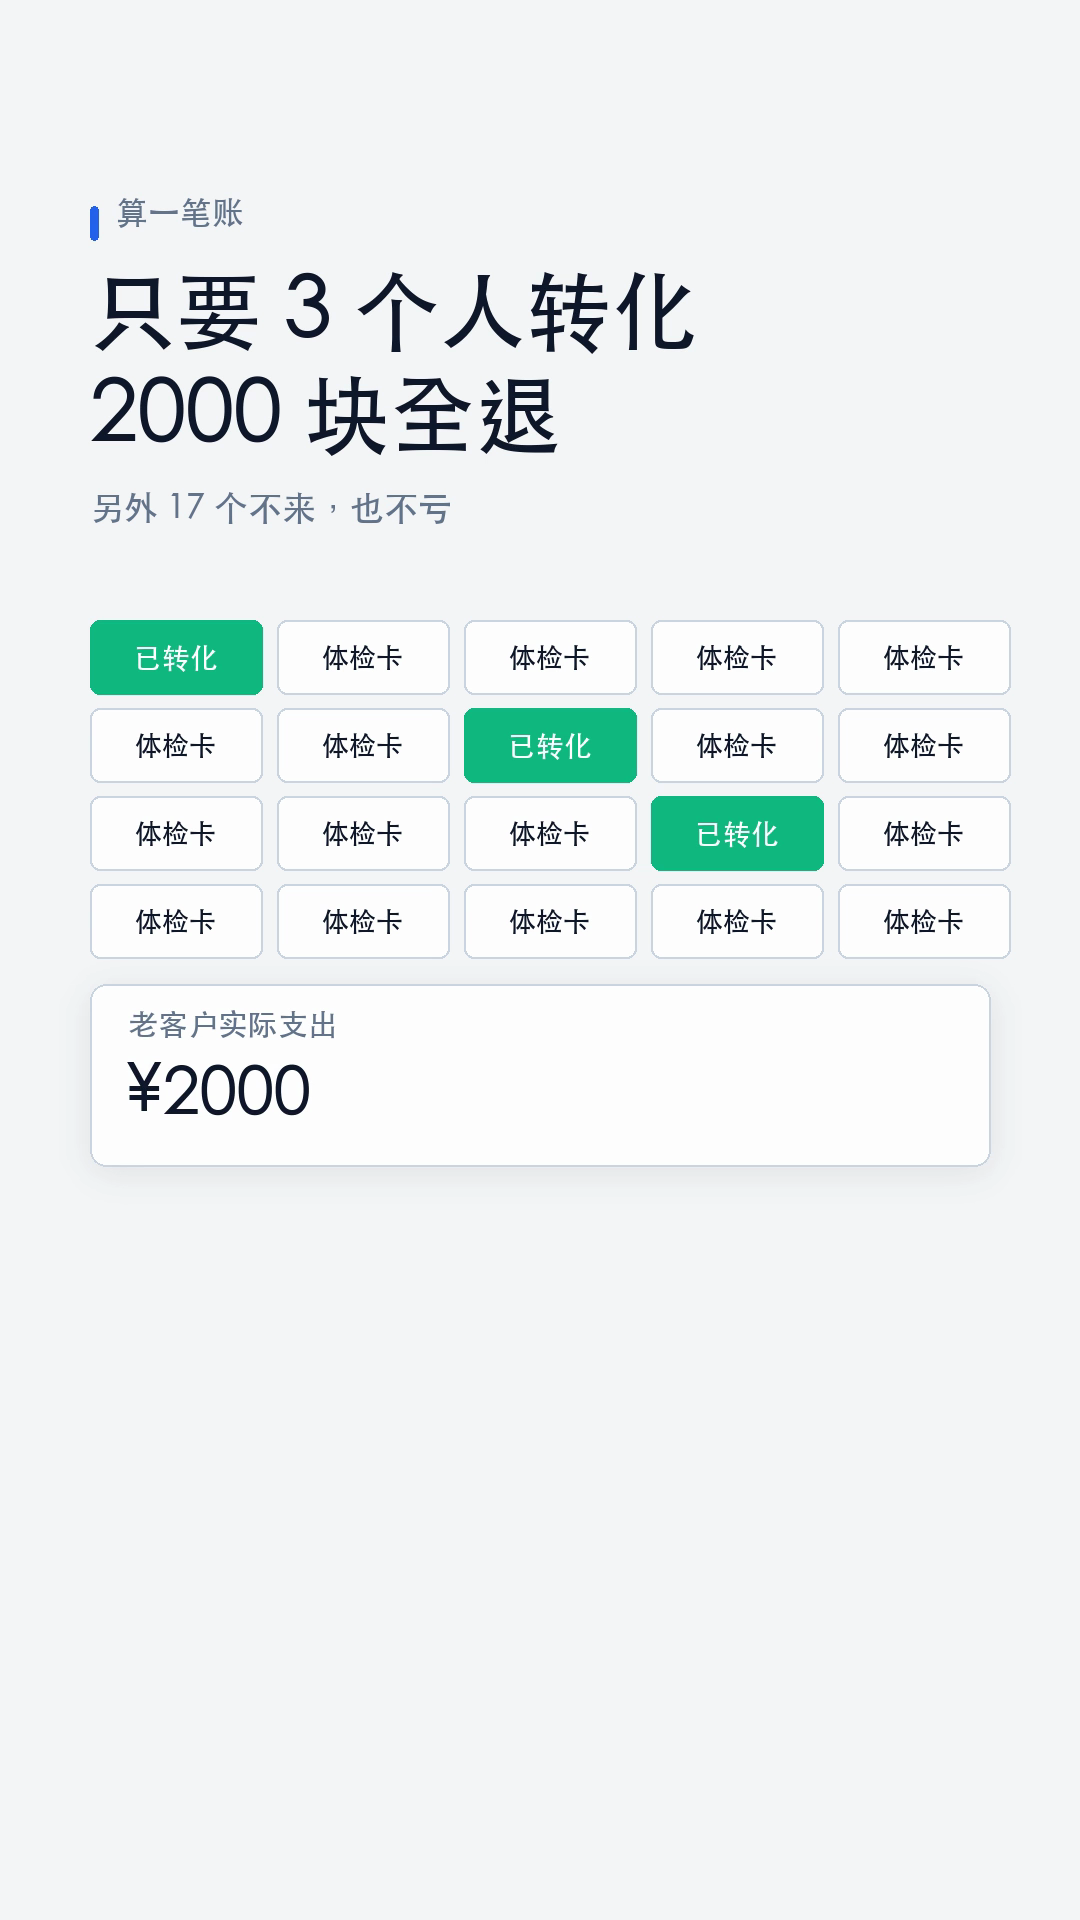 算一笔账
只要 3 个人转化
2000 块全退
另外 17 个不来，也不亏
已转化 体检卡 体检卡 体检卡 体检卡
体检卡 体检卡 已转化 体检卡 体检卡
体检卡 体检卡 体检卡 已转化 体检卡
体检卡 体检卡 体检卡 体检卡 体检卡
老客户实际支出
¥2000